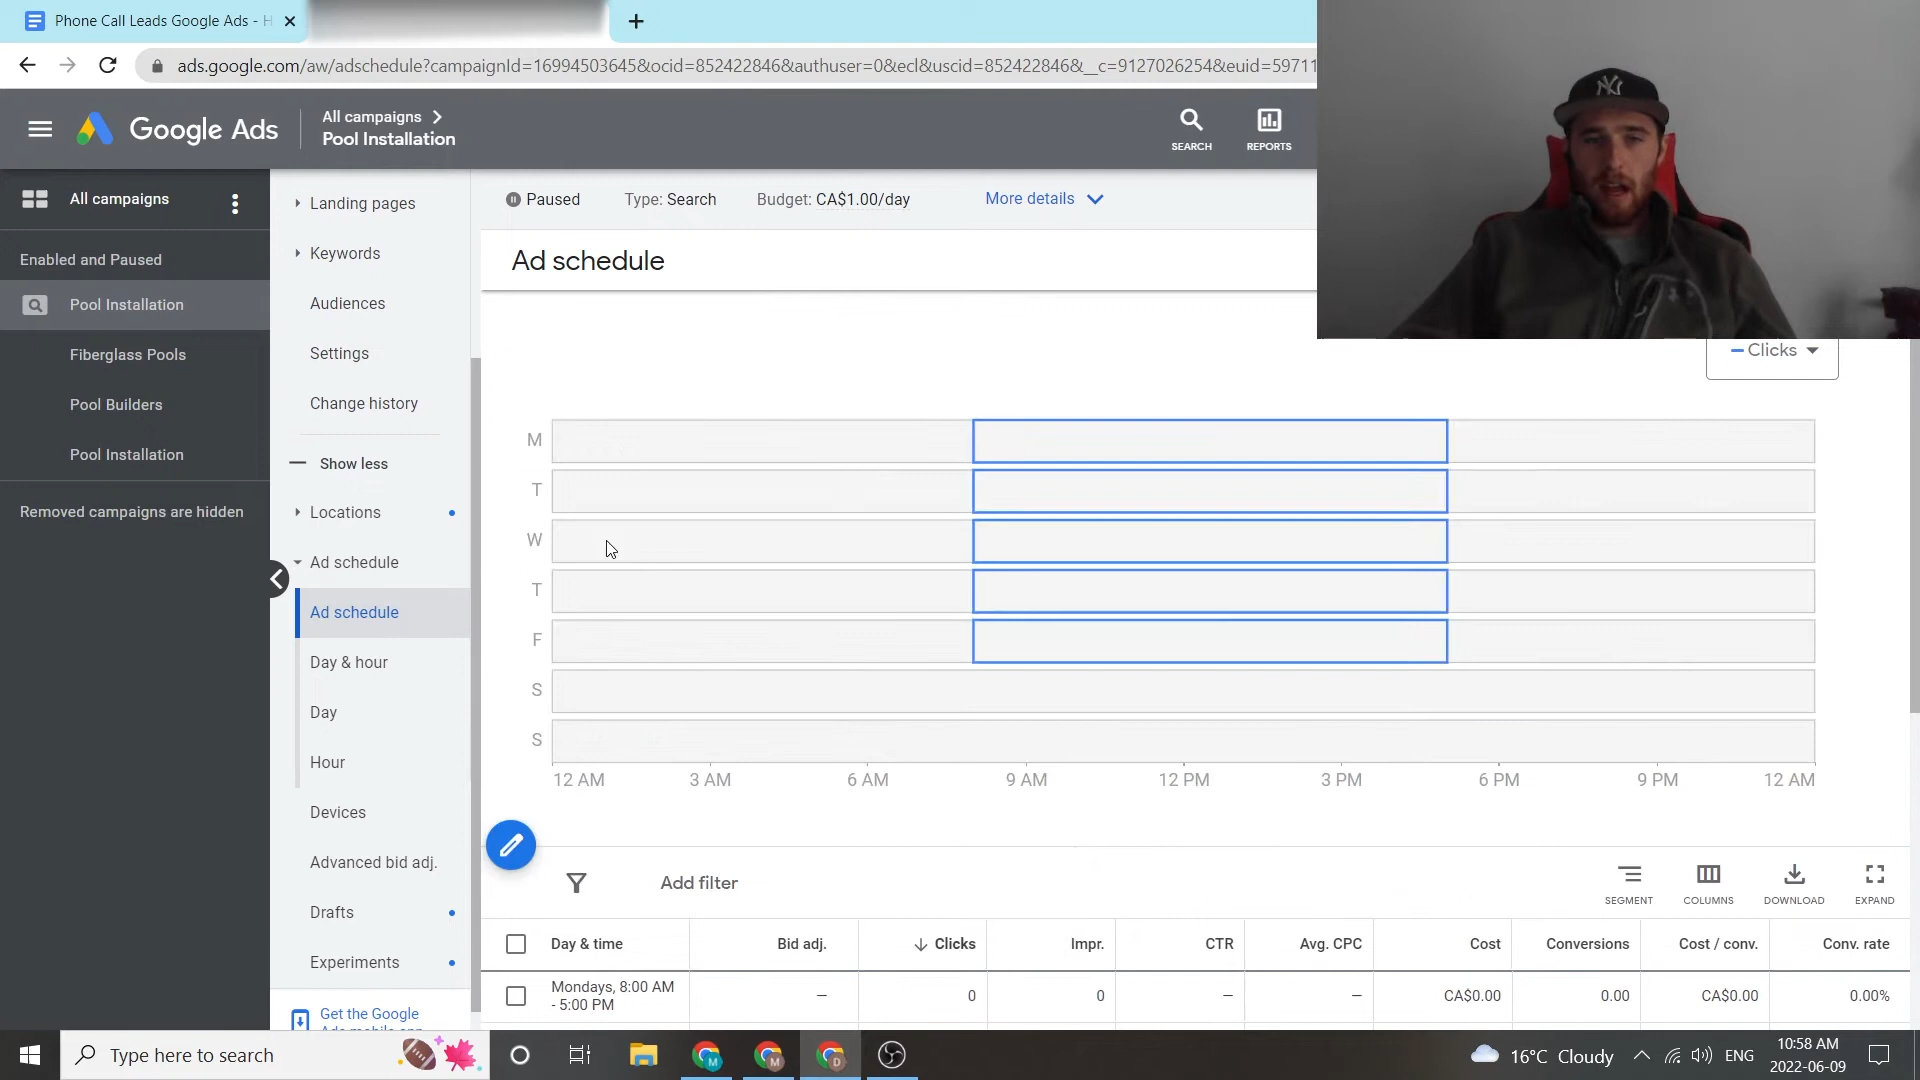 Phone Call Leads Google Ads - H
ads.google.com/aw/adschedule?campaignId=16994503645&ocid=852422846&authuser=0&ecl&uscid=852422846&__c=9127026254&euid=59711
Google Ads
All campaigns
Pool Installation
SEARCH
REPORTS
NY
All campaigns
Enabled and Paused
Pool Installation
Fiberglass Pools
Pool Builders
Pool Installation
Removed campaigns are hidden
Landing pages
Keywords
Audiences
Settings
Change history
Show less
Locations
Ad schedule
Ad schedule
Day & hour
Day
Hour
Devices
Advanced bid adj.
Drafts
Experiments
Get the Google
Ads mobile app
Paused
Type: Search
Budget: CA$1.00/day
More details
Ad schedule
Clicks
M
T
W
T
F
S
S
12 AM 3 AM 6 AM 9 AM 12 PM 3 PM 6 PM 9 PM 12 AM
Add filter
SEGMENT
COLUMNS
DOWNLOAD
EXPAND
Day & time Bid adj. Clicks Impr. CTR Avg. CPC Cost Conversions Cost / conv. Conv. rate
Mondays, 8:00 AM
- 5:00 PM
— 0 0 — — CA$0.00 0.00 CA$0.00 0.00%
Type here to search
M
M
D
16°C Cloudy
ENG
10:58 AM
2022-06-09